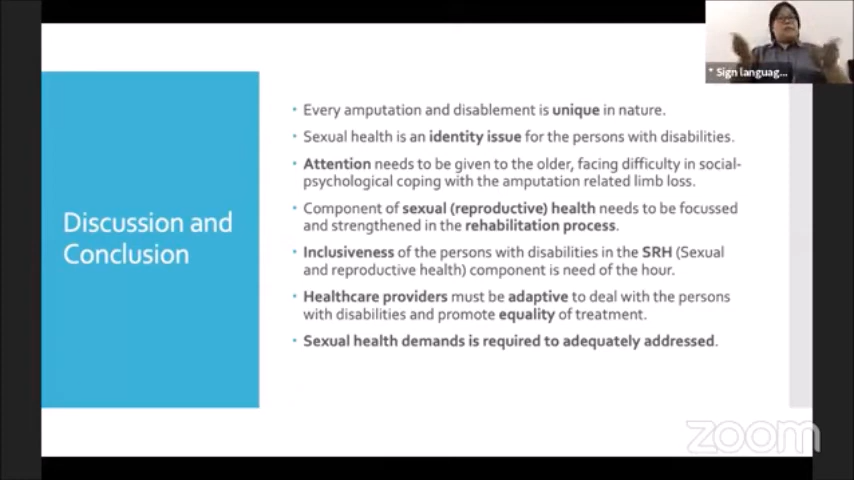 * Sign languag...
Discussion and
Conclusion
• Every amputation and disablement is unique in nature.
• Sexual health is an identity issue for the persons with disabilities.
• Attention needs to be given to the older, facing difficulty in social-
psychological coping with the amputation related limb loss.
• Component of sexual (reproductive) health needs to be focussed
and strengthened in the rehabilitation process.
• Inclusiveness of the persons with disabilities in the SRH (Sexual
and reproductive health) component is need of the hour.
• Healthcare providers must be adaptive to deal with the persons
with disabilities and promote equality of treatment.
• Sexual health demands is required to adequately addressed.
zoom